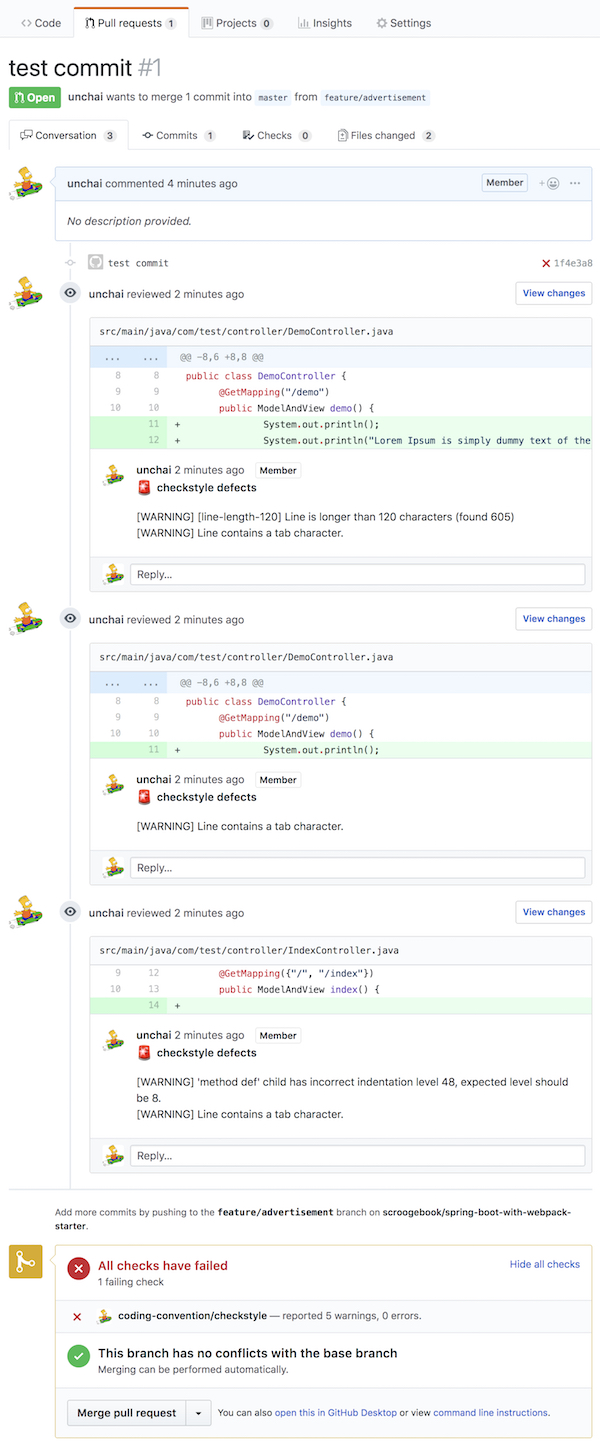 Code Pull requests 1 Projects 0 Insights Settings
test commit #1
Open unchai wants to merge 1 commit into master from feature/advertisement
Conversation 3 Commits 1 Checks 0 Files changed 2
unchai commented 4 minutes ago Member
No description provided.
test commit 1f4e3a8
unchai reviewed 2 minutes ago View changes
src/main/java/com/test/controller/DemoController.java
... ... @@ -8,6 +8,8 @@
8 8 public class DemoController {
9 9 @GetMapping("/demo")
10 10 public ModelAndView demo() {
11 + System.out.println();
12 + System.out.println("Lorem Ipsum is simply dummy text of the
unchai 2 minutes ago Member
checkstyle defects
[WARNING] [line-length-120] Line is longer than 120 characters (found 605)
[WARNING] Line contains a tab character.
Reply...
unchai reviewed 2 minutes ago View changes
src/main/java/com/test/controller/DemoController.java
... ... @@ -8,6 +8,8 @@
8 8 public class DemoController {
9 9 @GetMapping("/demo")
10 10 public ModelAndView demo() {
11 + System.out.println();
unchai 2 minutes ago Member
checkstyle defects
[WARNING] Line contains a tab character.
Reply...
unchai reviewed 2 minutes ago View changes
src/main/java/com/test/controller/IndexController.java
9 12 @GetMapping({"/", "/index"})
10 13 public ModelAndView index() {
14 +
unchai 2 minutes ago Member
checkstyle defects
[WARNING] 'method def' child has incorrect indentation level 48, expected level should
be 8.
[WARNING] Line contains a tab character.
Reply...
Add more commits by pushing to the feature/advertisement branch on scroogebook/spring-boot-with-webpack-
starter.
All checks have failed Hide all checks
1 failing check
coding-convention/checkstyle — reported 5 warnings, 0 errors.
This branch has no conflicts with the base branch
Merging can be performed automatically.
Merge pull request You can also open this in GitHub Desktop or view command line instructions.